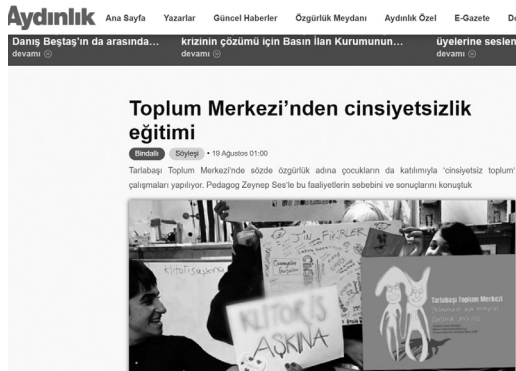 Aydınlık
Ana Sayfa Yazarlar Güncel Haberler Özgürlük Meydanı Aydınlık Özel E-Gazete
Danış Beştaş'ın da arasında...
devamı
krizinin çözümü için Basın İlan Kurumunun...
devamı
üyelerine seslen
devamı
Toplum Merkezi’nden cinsiyetsizlik
eğitimi
Bindallı Söyleşi • 19 Ağustos 01:00
Tarlabaşı Toplum Merkezi'nde sözde özgürlük adına çocukların da katılımıyla 'cinsiyetsiz toplum'
çalışmaları yapılıyor. Pedagog Zeynep Ses'le bu faaliyetlerin sebebini ve sonuçlarını konuştuk
JIN FİKİRLER
KLİTORİS
AŞKINA
Tarlabaşı Toplum Merkezi